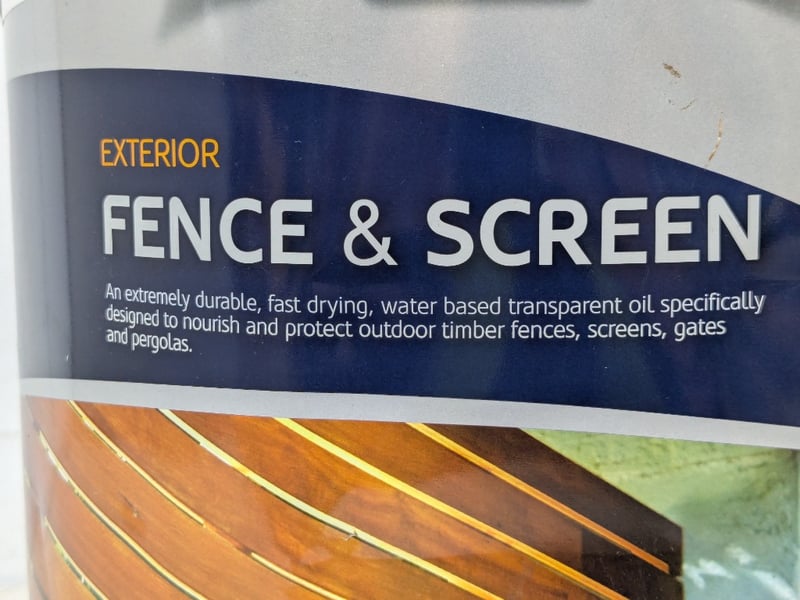 EXTERIOR
FENCE & SCREEN
An extremely durable, fast drying, water based transparent oil specifically
designed to nourish and protect outdoor timber fences, screens, gates
and pergolas.